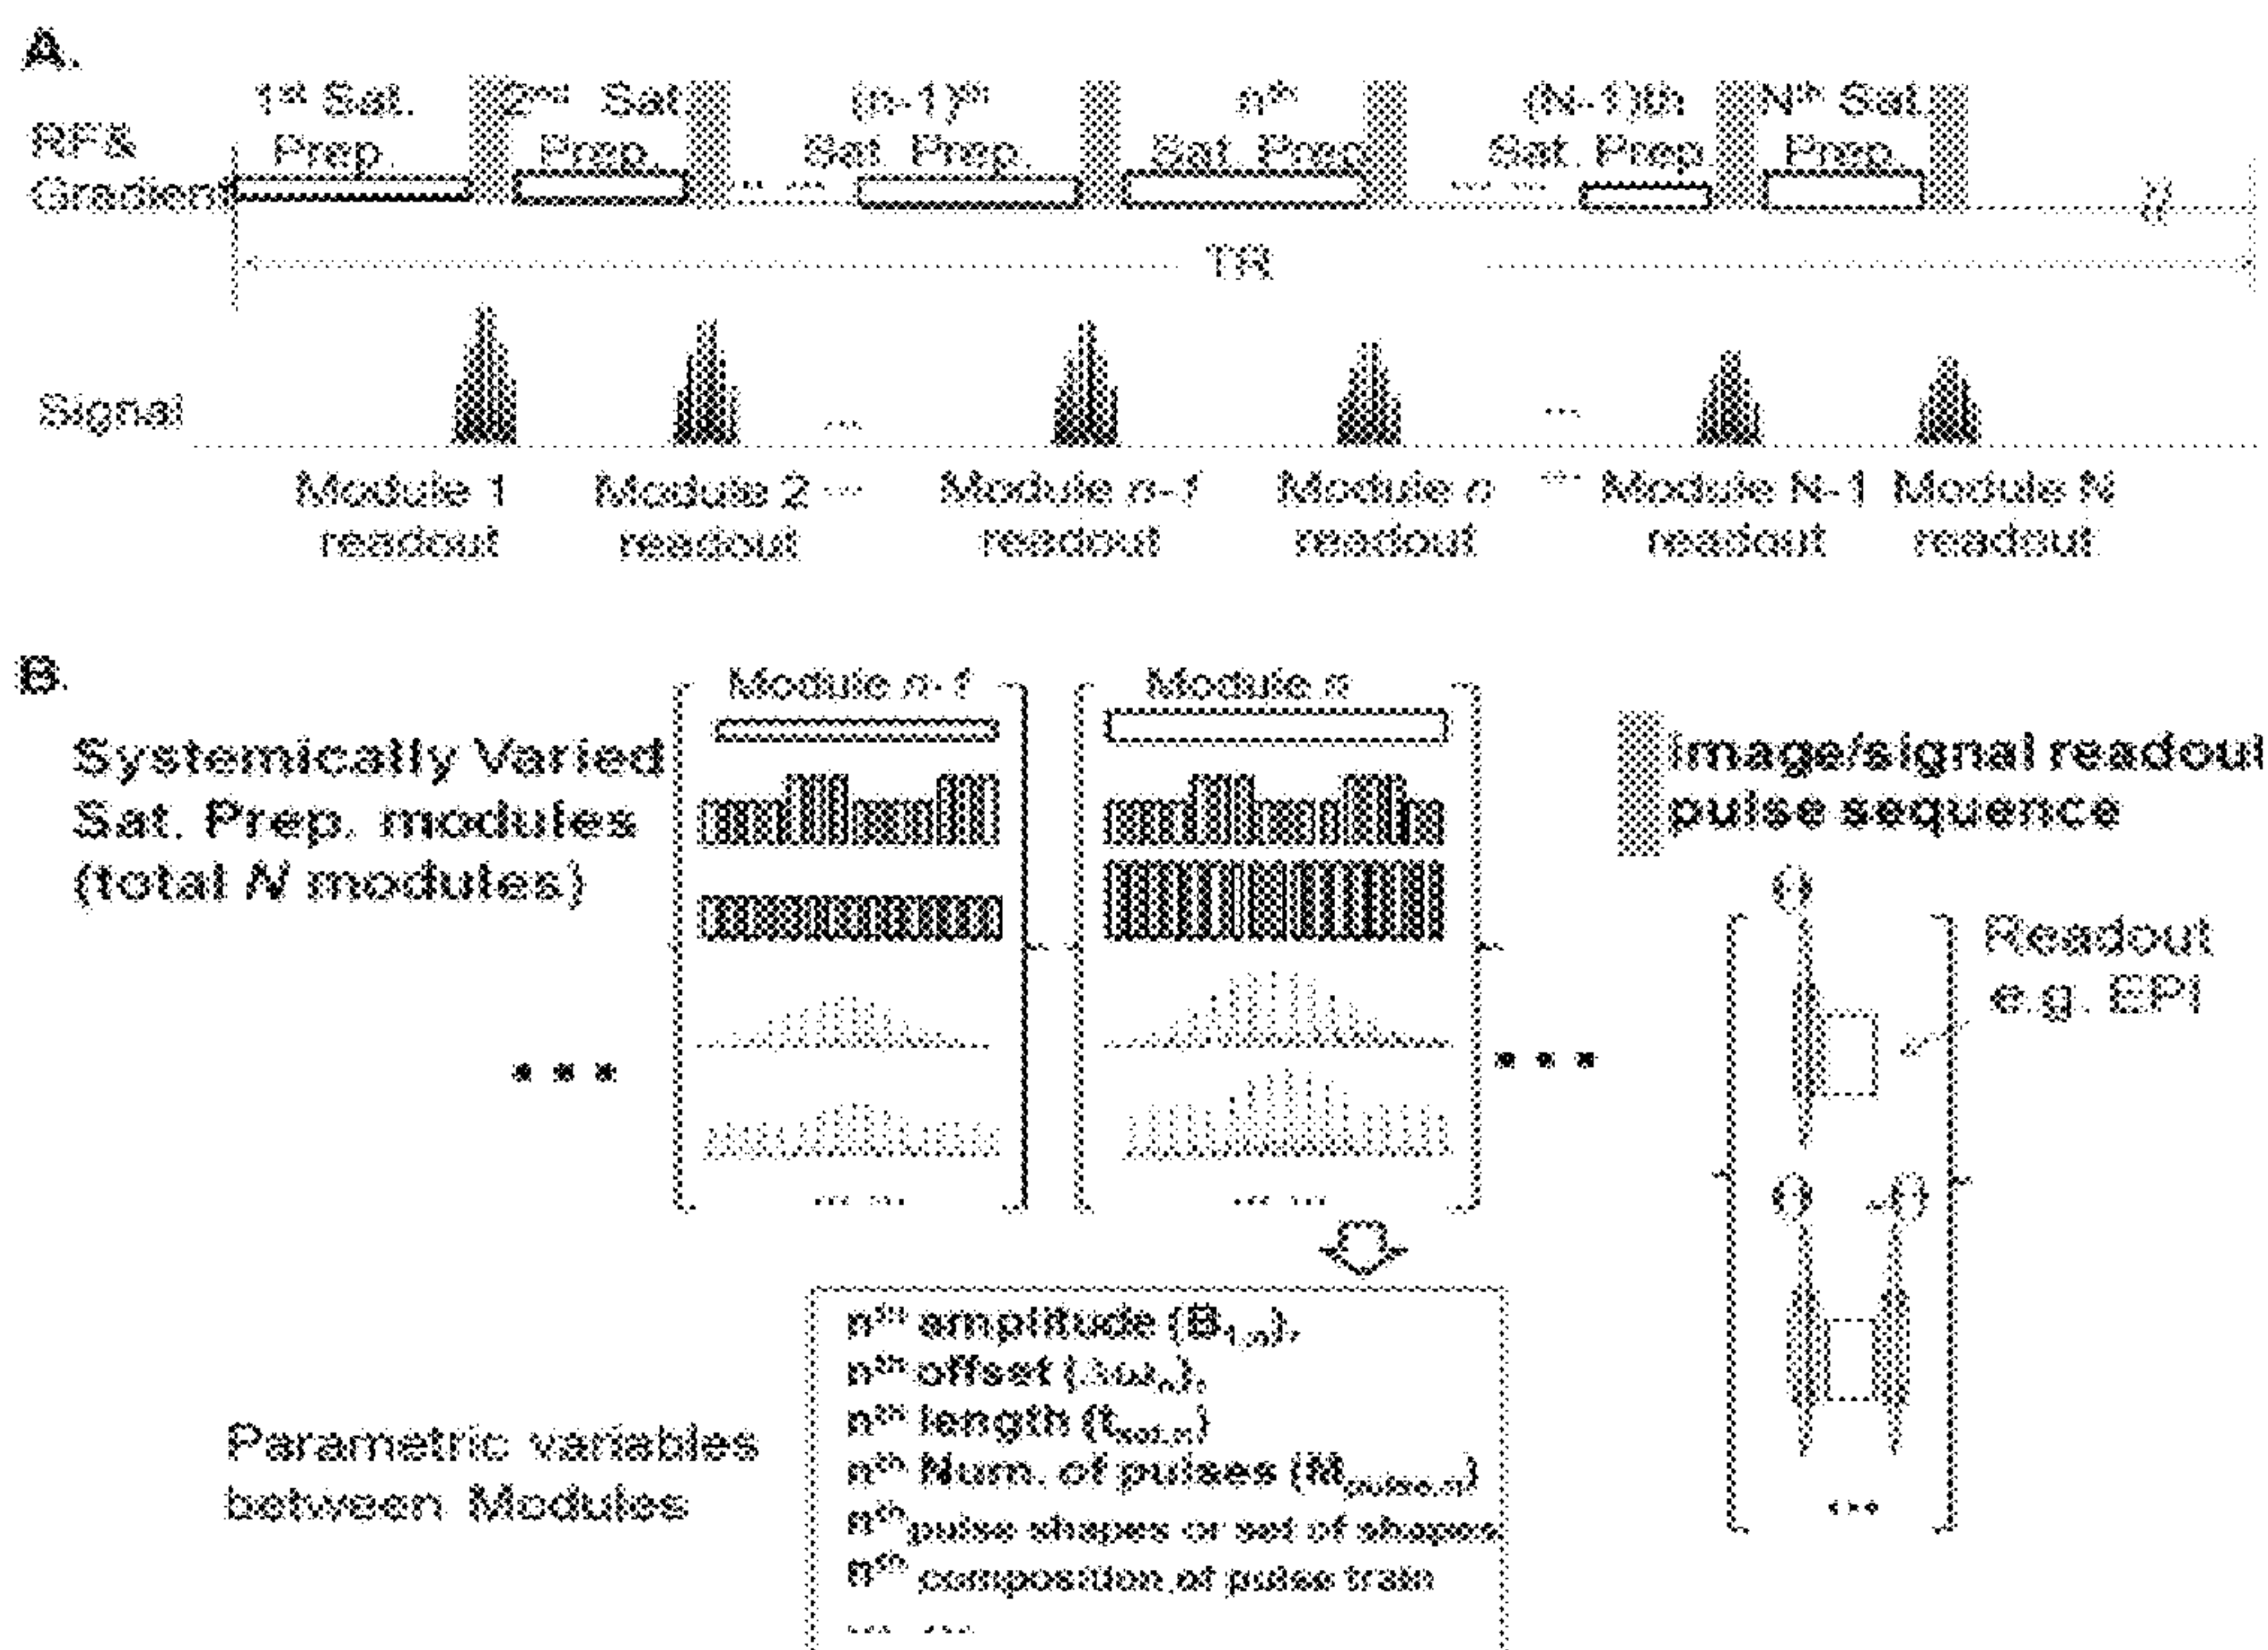 A.
1st Sat. Prep.
2nd Sat Prep.
(n-1)th Sat. Prep.
nth Sat. Prep
(N-1)th Sat. Prep.
Nth Sat. Prep.
RF&
Gradient
TR
Signal
...
...
Module 1 readout
Module 2 ... readout
Module n-1 readout
Module n readout
... Module N-1 readout
Module N readout
B.
Systemically Varied
Sat. Prep. modules
(total N modules)
Module n-1
Module n
Image/signal readout
pulse sequence
Readout
e.g. EPI
...
...
... ...
... ...
...
Parametric variables
between Modules
nth amplitude (B1,n),
nth offset (Δωn),
nth length (tsat,n)
nth Num. of pulses (Mpulse,n)
nth pulse shapes or set of shapes
nth composition of pulse train
... ...